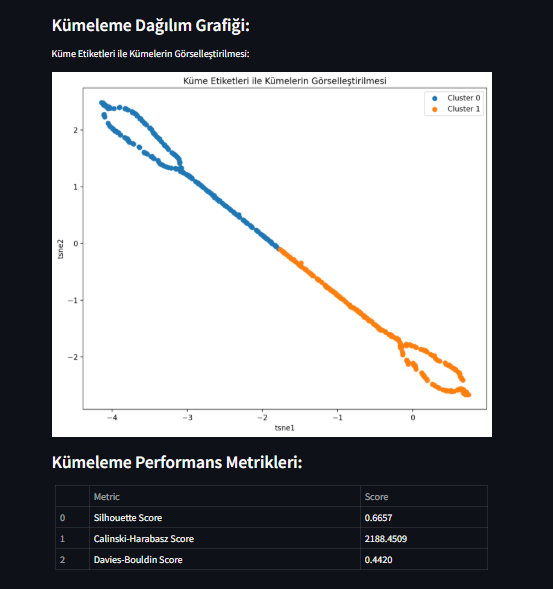 Kümeleme Dağılım Grafiği:
Küme Etiketleri ile Kümelerin Görselleştirilmesi:
Küme Etiketleri ile Kümelerin Görselleştirilmesi
Cluster 0
Cluster 1
2
1
0
−1
−2
tsne2
−4 −3 −2 −1 0
tsne1
Kümeleme Performans Metrikleri:
Metric Score
0 Silhouette Score 0.6657
1 Calinski-Harabasz Score 2188.4509
2 Davies-Bouldin Score 0.4420